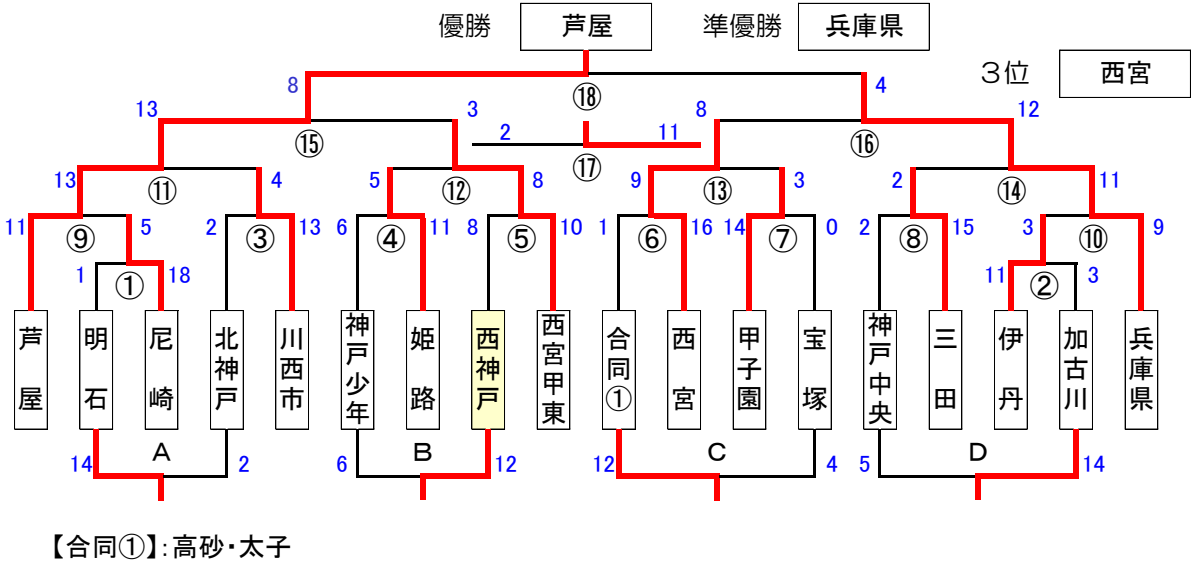 優勝 芦屋 準優勝 兵庫県
3位 西宮
8 ⑱ 4
13 3 2 11 8 12
⑮ ⑰ ⑯
13 ⑪ 4 5 ⑫ 8 9 ⑬ 3 2 ⑭ 11
11 ⑨ 5 2 ③ 13 6 ④ 11 8 ⑤ 10 1 ⑥ 16 14 ⑦ 0 2 ⑧ 15 3 ⑩ 9
1 ① 18 11 ② 3
芦屋 明石 尼崎 北神戸 川西市 神戸少年 姫路 西神戸 西宮甲東 合同① 西宮 甲子園 宝塚 神戸中央 三田 伊丹 加古川 兵庫県
A B C D
14 2 6 12 12 4 5 14
【合同①】:高砂・太子